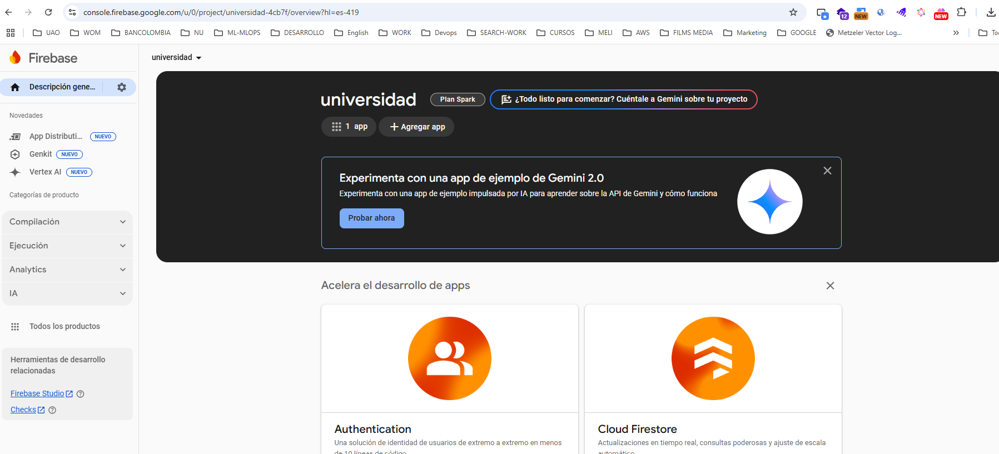 console.firebase.google.com/u/0/project/universidad-4cb7f/overview?hl=es-419
12
NEW
NEW
UAO
WOM
BANCOLOMBIA
NU
ML-MLOPS
DESARROLLO
English
WORK
Devops
SEARCH-WORK
CURSOS
MELI
AWS
FILMS MEDIA
Marketing
GOOGLE
Metzeler Vector Log...
Firebase
universidad
Descripción gene...
universidad
Plan Spark
¿Todo listo para comenzar? Cuéntale a Gemini sobre tu proyecto
1 app
Agregar app
Novedades
App Distributi...
NUEVO
Genkit
NUEVO
Vertex AI
NUEVO
Categorías de producto
Compilación
Ejecución
Analytics
IA
Todos los productos
Herramientas de desarrollo
relacionadas
Firebase Studio
Checks
Experimenta con una app de ejemplo de Gemini 2.0
Experimenta con una app de ejemplo impulsada por IA para aprender sobre la API de Gemini y cómo funciona
Probar ahora
Acelera el desarrollo de apps
Authentication
Una solución de identidad de usuarios de extremo a extremo en menos
de 10 líneas de código
Cloud Firestore
Actualizaciones en tiempo real, consultas poderosas y ajuste de escala
automático